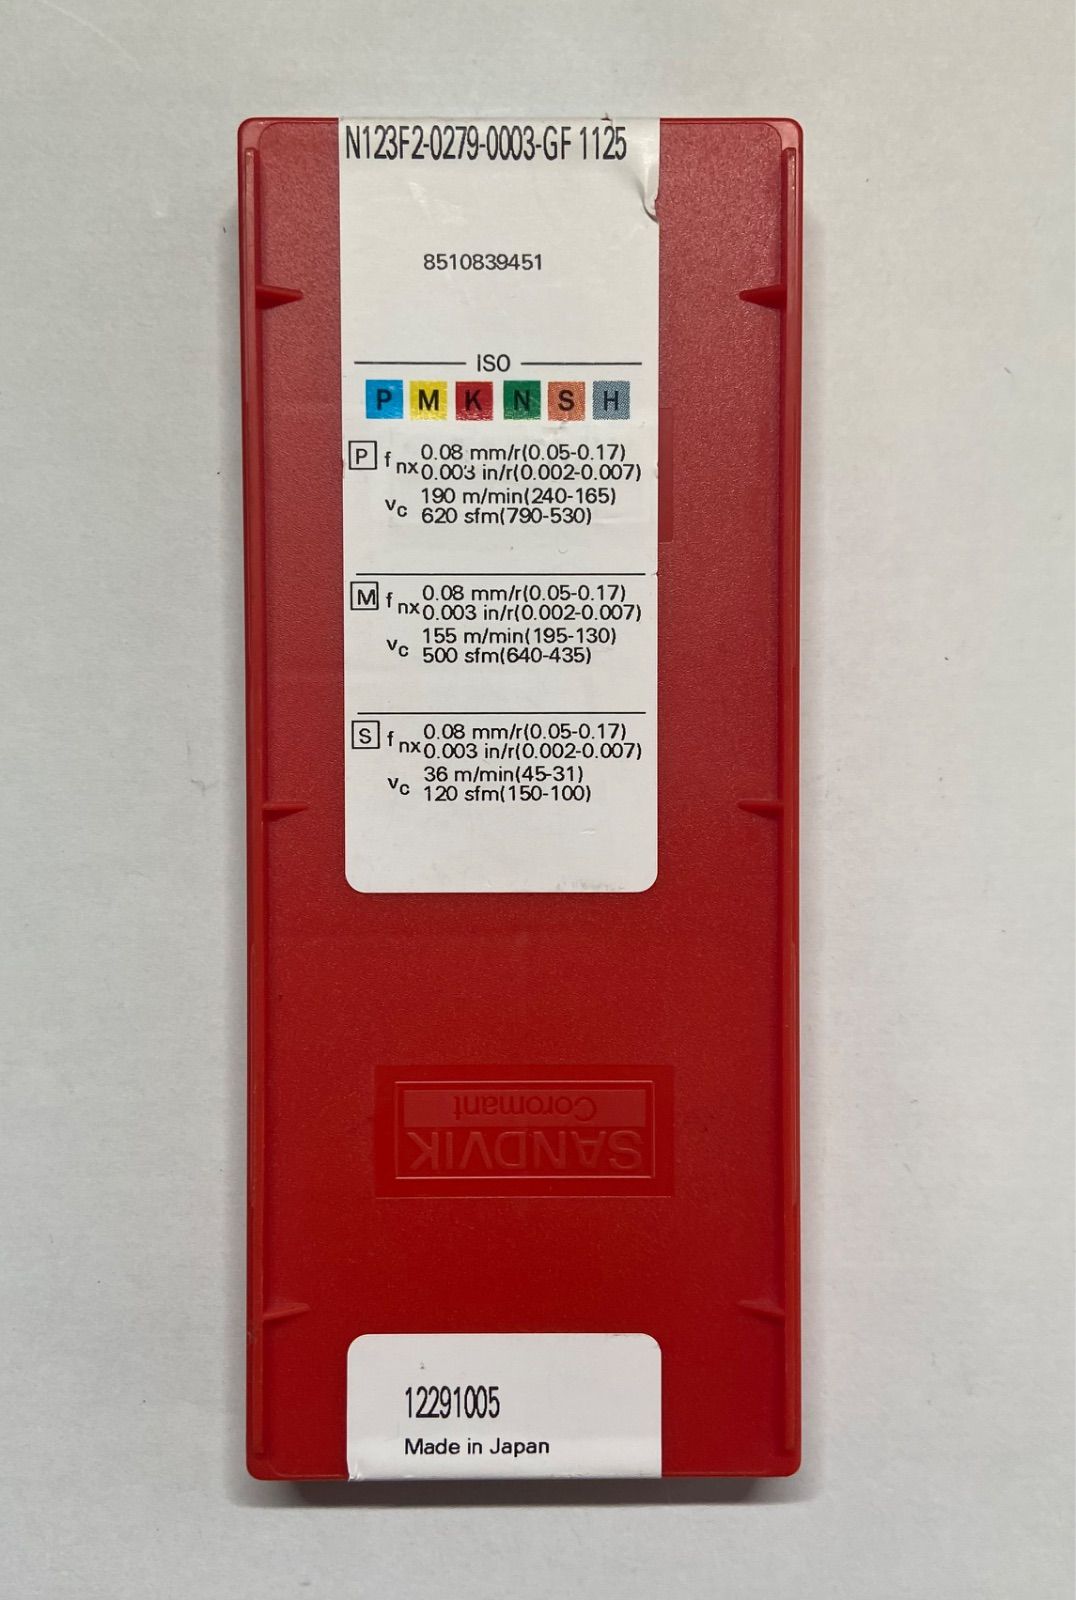 N123F2-0279-0003-GF 1125
8510839451
ISO
P M K N S H
P f nx 0.08 mm/r(0.05-0.17)
0.003 in/r(0.002-0.007)
vc 190 m/min(240-165)
620 sfm(790-530)
M f nx 0.08 mm/r(0.05-0.17)
0.003 in/r(0.002-0.007)
vc 155 m/min(195-130)
500 sfm(640-435)
S f nx 0.08 mm/r(0.05-0.17)
0.003 in/r(0.002-0.007)
vc 36 m/min(45-31)
120 sfm(150-100)
SANDVIK
Coromant
12291005
Made in Japan